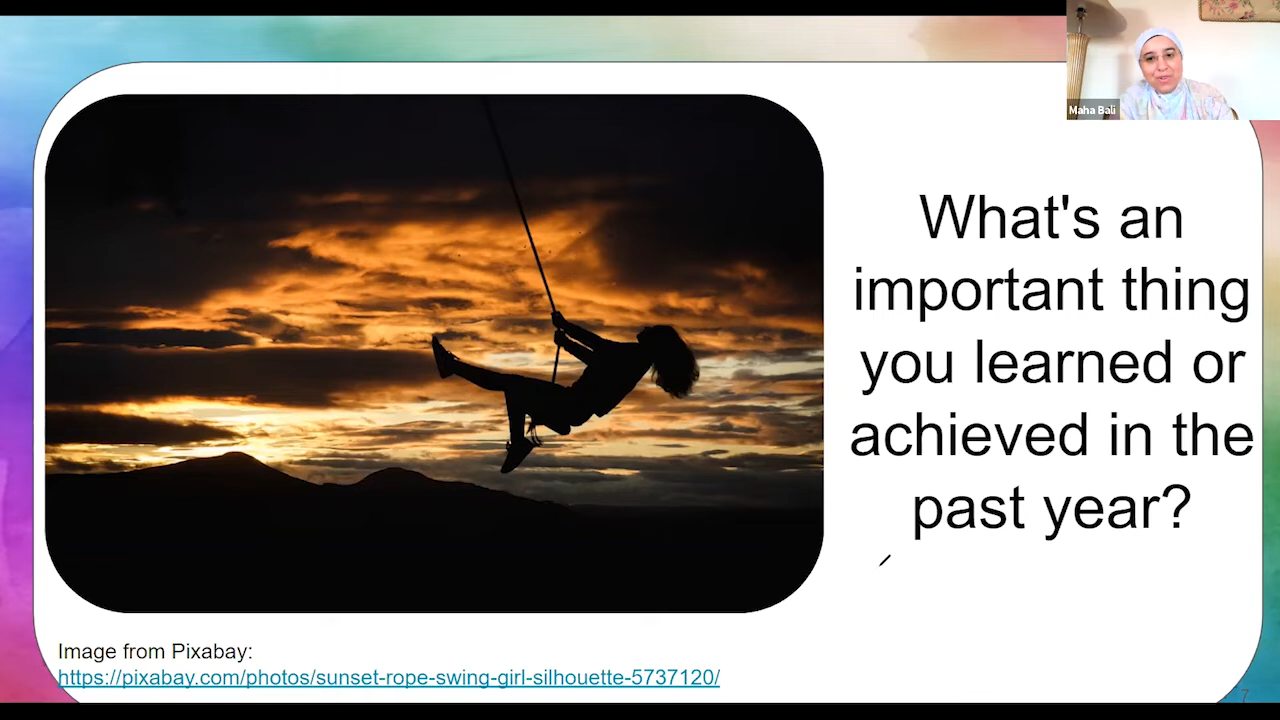 Maha Bali
What's an
important thing
you learned or
achieved in the
past year?
Image from Pixabay:
https://pixabay.com/photos/sunset-rope-swing-girl-silhouette-5737120/
7